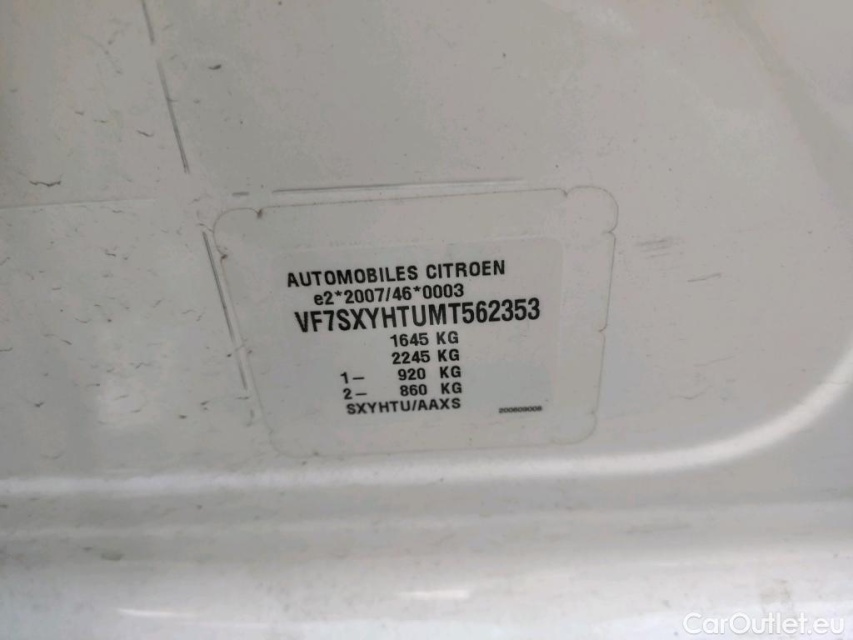 AUTOMOBILES CITROEN
e2*2007/46*0003
VF7SXYHTUMT562353
1645 KG
2245 KG
1– 920 KG
2– 860 KG
SXYHTU/AAXS
CarOutlet.eu